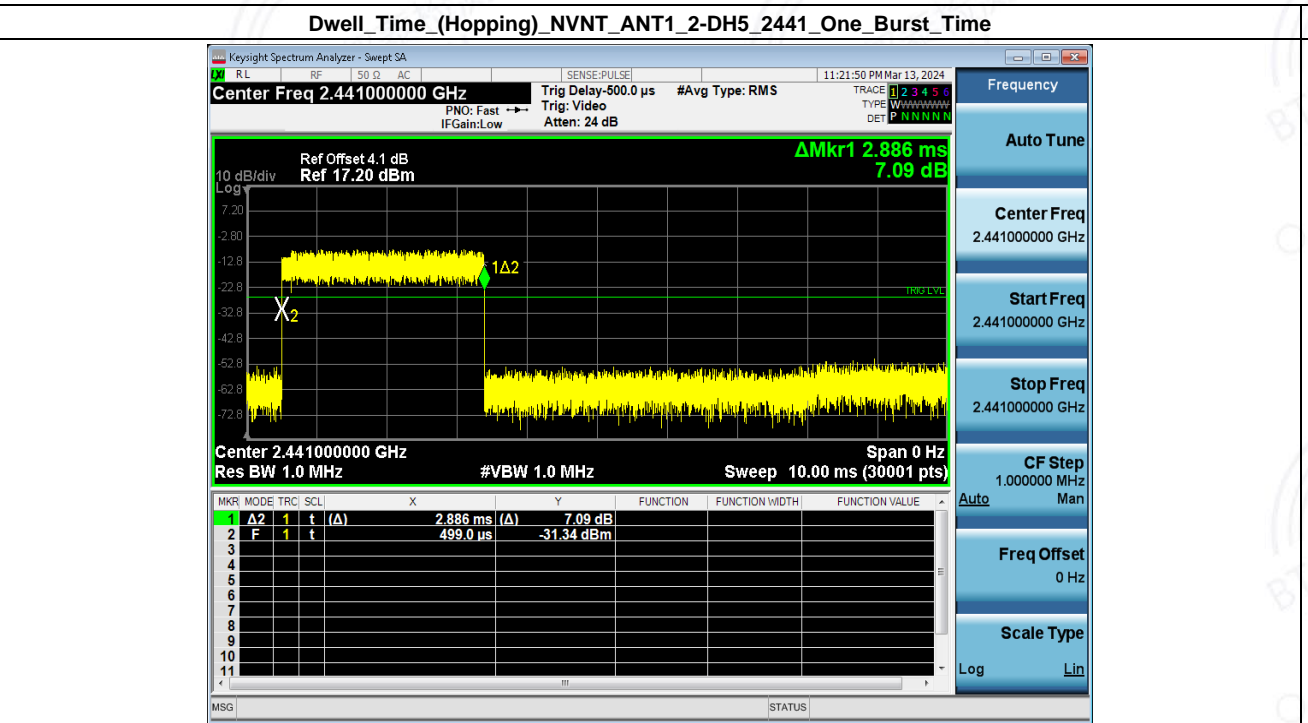 Dwell_Time_(Hopping)_NVNT_ANT1_2-DH5_2441_One_Burst_Time
Keysight Spectrum Analyzer - Swept SA
LXI RL RF 50 Ω AC SENSE:PULSE 11:21:50 PM Mar 13, 2024
Center Freq 2.441000000 GHz
PNO: Fast
IFGain:Low
Trig Delay-500.0 µs
Trig: Video
Atten: 24 dB
#Avg Type: RMS
TRACE 1 2 3 4 5 6
TYPE W
DET P N N N N N
ΔMkr1 2.886 ms
7.09 dB
Ref Offset 4.1 dB
10 dB/div Ref 17.20 dBm
Log
7.20
-2.80
-12.8
-22.8
-32.8
-42.8
-52.8
-62.8
-72.8
1Δ2
TRIG LVL
2
Center 2.441000000 GHz Span 0 Hz
Res BW 1.0 MHz #VBW 1.0 MHz Sweep 10.00 ms (30001 pts)
MKR MODE TRC SCL X Y FUNCTION FUNCTION WIDTH FUNCTION VALUE
1 Δ2 1 t (Δ) 2.886 ms (Δ) 7.09 dB
2 F 1 t 499.0 µs -31.34 dBm
3
4
5
6
7
8
9
10
11
MSG STATUS
Frequency
Auto Tune
Center Freq
2.441000000 GHz
Start Freq
2.441000000 GHz
Stop Freq
2.441000000 GHz
CF Step
1.000000 MHz
Auto Man
Freq Offset
0 Hz
Scale Type
Log Lin